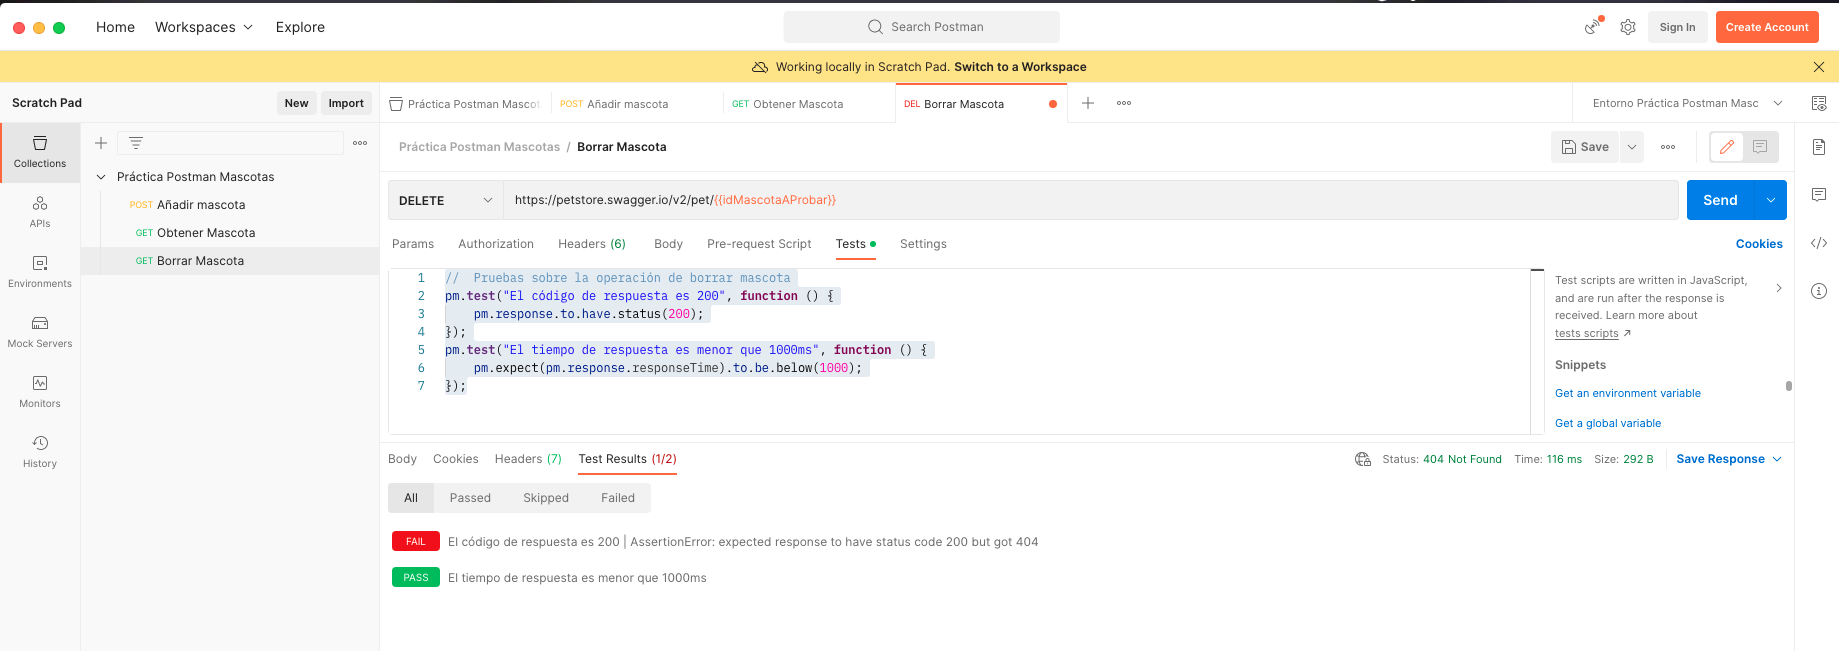 Home Workspaces Explore Search Postman Sign In Create Account
Working locally in Scratch Pad. Switch to a Workspace
Scratch Pad New Import
Práctica Postman Mascot POST Añadir mascota GET Obtener Mascota DEL Borrar Mascota Entorno Práctica Postman Masc
Collections
APIs
Environments
Mock Servers
Monitors
History
Práctica Postman Mascotas
POST Añadir mascota
GET Obtener Mascota
GET Borrar Mascota
Práctica Postman Mascotas / Borrar Mascota Save
DELETE https://petstore.swagger.io/v2/pet/{{idMascotaAProbar}} Send
Params Authorization Headers (6) Body Pre-request Script Tests Settings Cookies
1 // Pruebas sobre la operación de borrar mascota
2 pm.test("El código de respuesta es 200", function () {
3 pm.response.to.have.status(200);
4 });
5 pm.test("El tiempo de respuesta es menor que 1000ms", function () {
6 pm.expect(pm.response.responseTime).to.be.below(1000);
7 });
Test scripts are written in JavaScript,
and are run after the response is
received. Learn more about
tests scripts ↗
Snippets
Get an environment variable
Get a global variable
Body Cookies Headers (7) Test Results (1/2) Status: 404 Not Found Time: 116 ms Size: 292 B Save Response
All Passed Skipped Failed
FAIL El código de respuesta es 200 | AssertionError: expected response to have status code 200 but got 404
PASS El tiempo de respuesta es menor que 1000ms